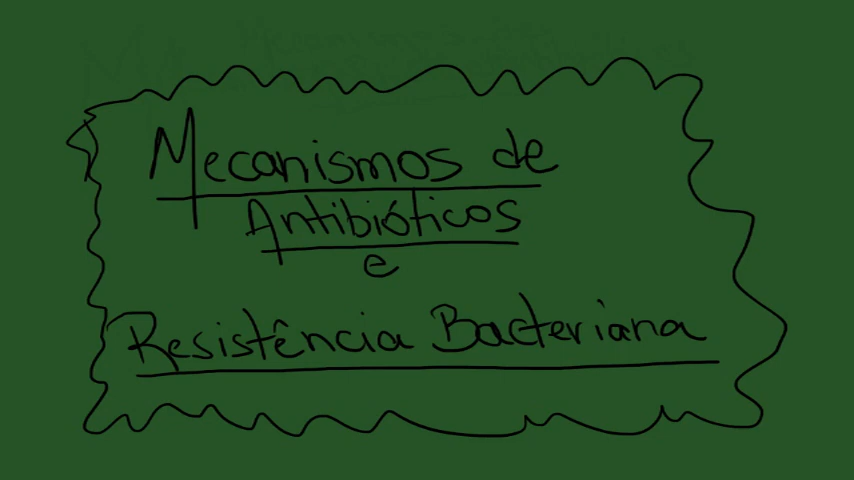 Mecanismos de
Antibióticos
e
Resistência Bacteriana